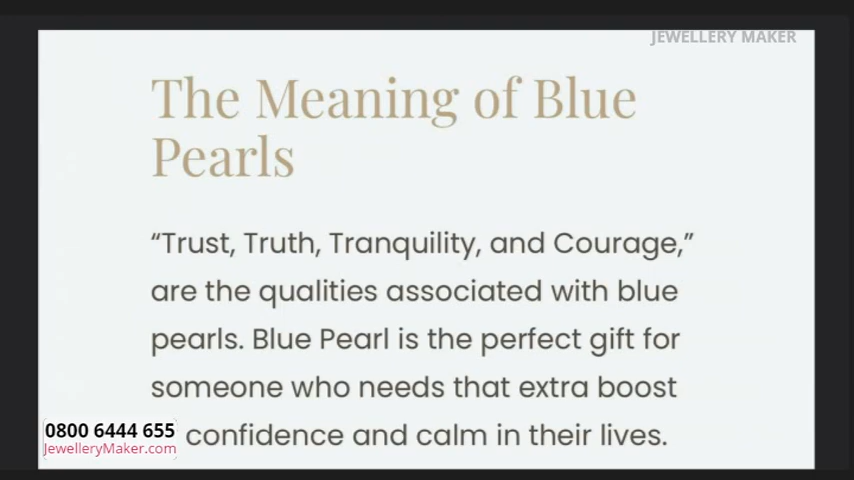 JEWELLERY MAKER
The Meaning of Blue
Pearls
“Trust, Truth, Tranquility, and Courage,”
are the qualities associated with blue
pearls. Blue Pearl is the perfect gift for
someone who needs that extra boost
confidence and calm in their lives.
0800 6444 655
JewelleryMaker.com